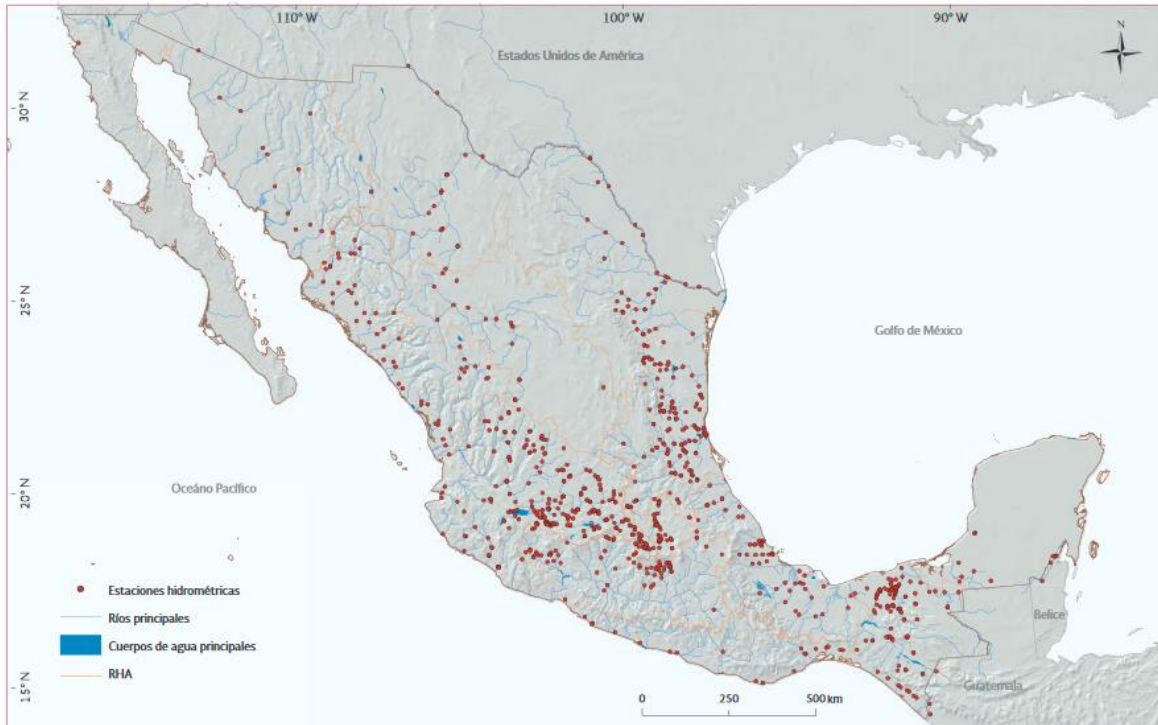 110° W
100° W
90° W
N
Estados Unidos de América
30° N
25° N
Golfo de México
20° N
Oceáno Pacífico
Estaciones hidrométricas
Ríos principales
Cuerpos de agua principales
RHA
Belice
Guatemala
15° N
0 250 500 km